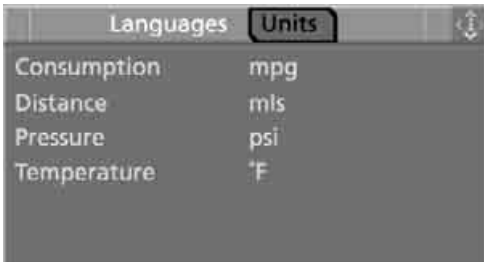 Languages Units
Consumption mpg
Distance mls
Pressure psi
Temperature °F